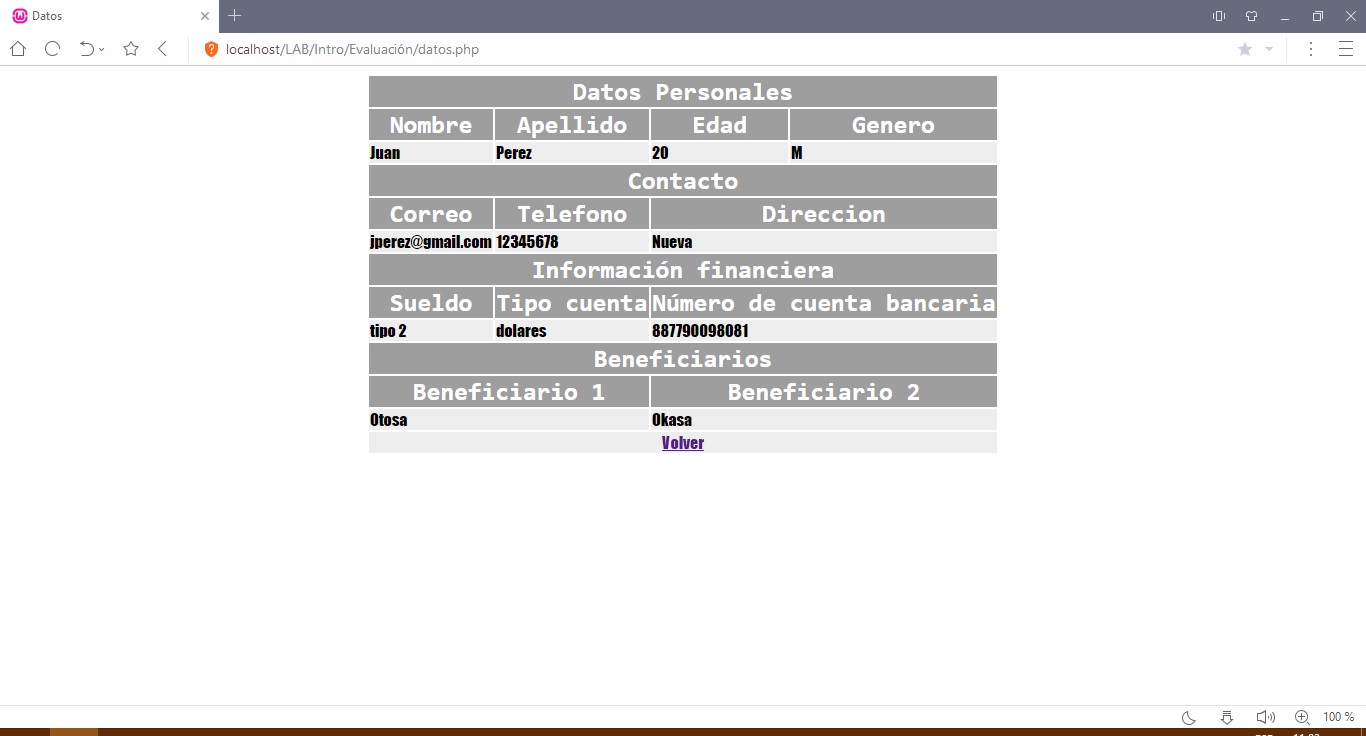 Datos
localhost/LAB/Intro/Evaluación/datos.php
Datos Personales
Nombre Apellido Edad Genero
Juan Perez 20 M
Contacto
Correo Telefono Direccion
jperez@gmail.com 12345678 Nueva
Información financiera
Sueldo Tipo cuenta Número de cuenta bancaria
tipo 2 dolares 887790098081
Beneficiarios
Beneficiario 1 Beneficiario 2
Otosa Okasa
Volver
100 %